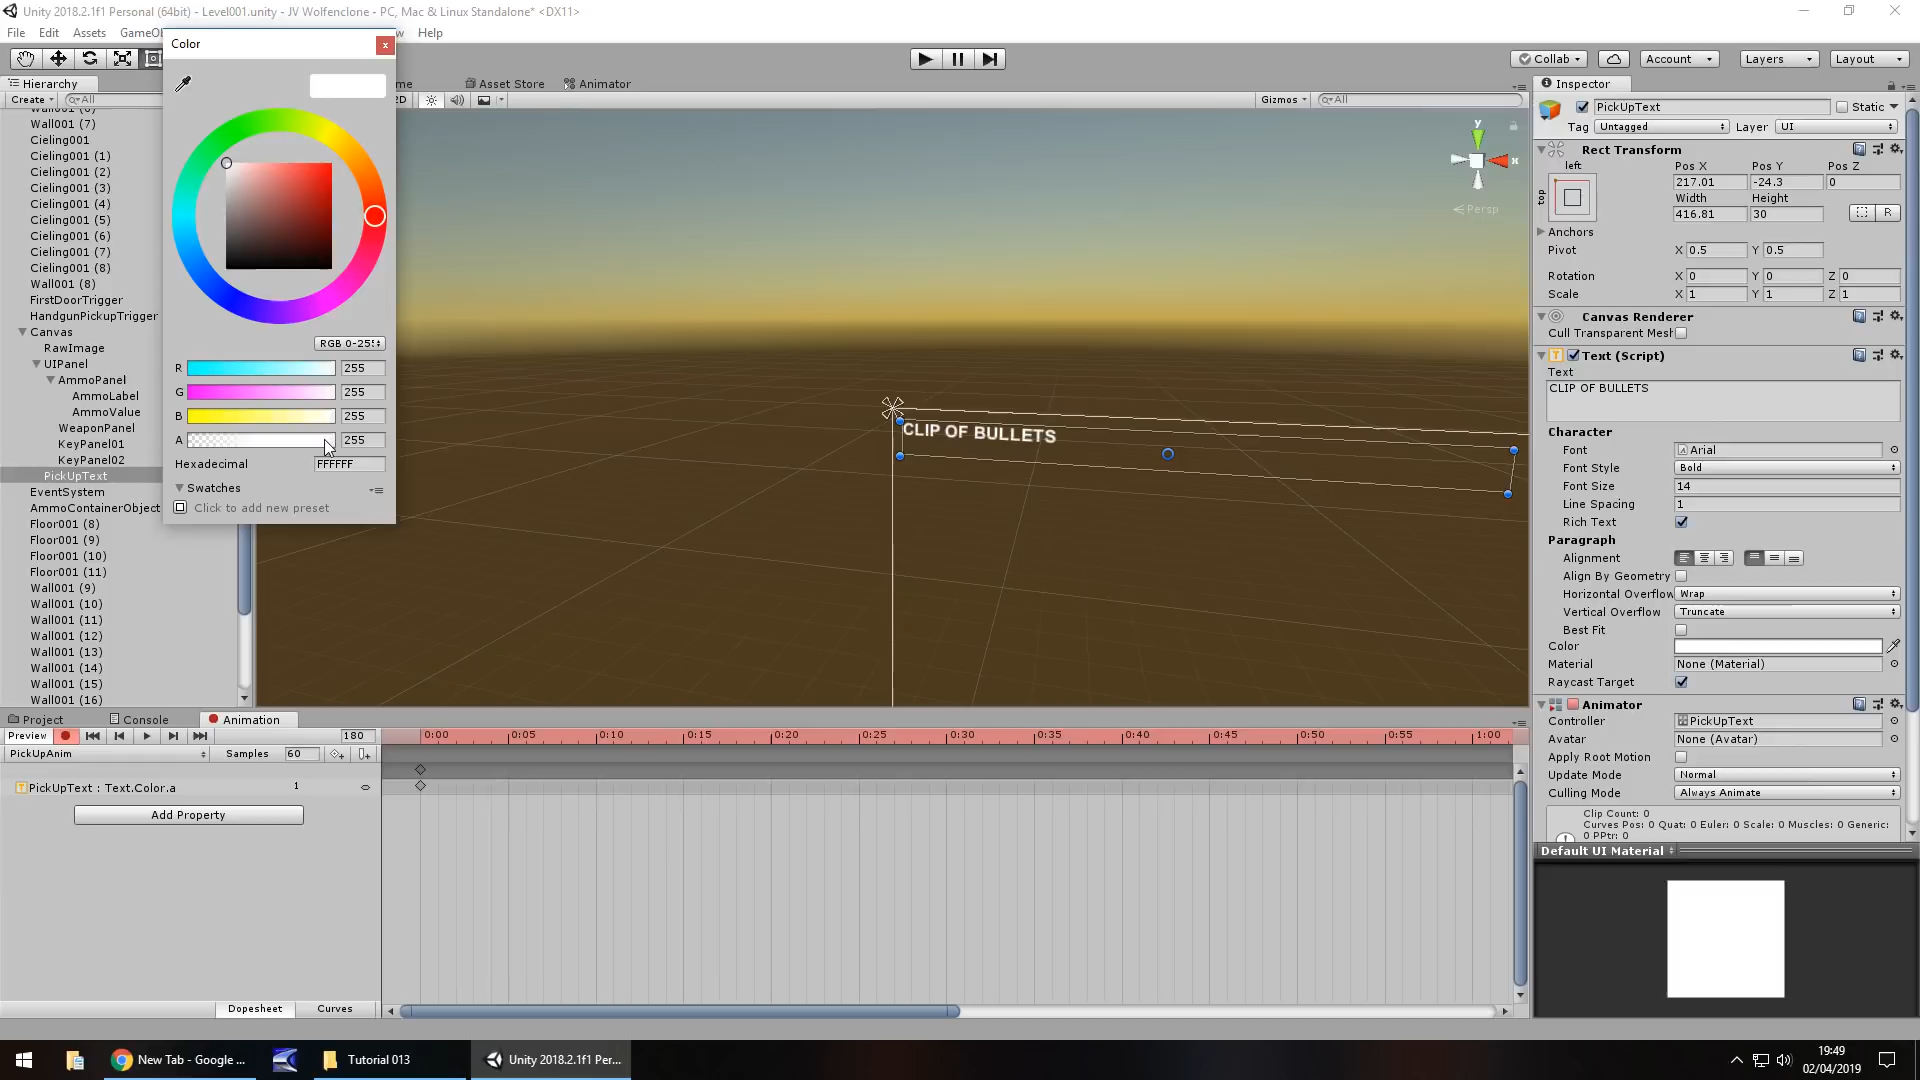 Unity 2018.2.1f1 Personal (64bit) - Level001.unity - JV Wolfenclone - PC, Mac & Linux Standalone* <DX11>
File Edit Assets GameOb w Help
Color
Collab Account Layers Layout
Hierarchy
me Asset Store Animator
Inspector
Create All
2D Gizmos All
PickUpText Static
Tag Untagged Layer UI
Wall001 (7)
Cieling001
Cieling001 (1)
Cieling001 (2)
Cieling001 (3)
Cieling001 (4)
Cieling001 (5)
Cieling001 (6)
Cieling001 (7)
Cieling001 (8)
Wall001 (8)
FirstDoorTrigger
HandgunPickupTrigger
Canvas
RawImage
UIPanel
AmmoPanel
AmmoLabel
AmmoValue
WeaponPanel
KeyPanel01
KeyPanel02
PickUpText
EventSystem
AmmoContainerObject
Floor001 (8)
Floor001 (9)
Floor001 (10)
Floor001 (11)
Wall001 (9)
Wall001 (10)
Wall001 (11)
Wall001 (12)
Wall001 (13)
Wall001 (14)
Wall001 (15)
Wall001 (16)
RGB 0-25
R 255
G 255
B 255
A 255
Hexadecimal FFFFFF
Swatches
Click to add new preset
y
x
Persp
CLIP OF BULLETS
Rect Transform
left Pos X Pos Y Pos Z
top 217.01 -24.3 0
Width Height
416.81 30 R
Anchors
Pivot X 0.5 Y 0.5
Rotation X 0 Y 0 Z 0
Scale X 1 Y 1 Z 1
Canvas Renderer
Cull Transparent Mesh
Text (Script)
Text
CLIP OF BULLETS
Character
Font Arial
Font Style Bold
Font Size 14
Line Spacing 1
Rich Text
Paragraph
Alignment
Align By Geometry
Horizontal Overflow Wrap
Vertical Overflow Truncate
Best Fit
Color
Material None (Material)
Raycast Target
Animator
Controller PickUpText
Avatar None (Avatar)
Apply Root Motion
Update Mode Normal
Culling Mode Always Animate
Clip Count: 0
Curves Pos: 0 Quat: 0 Euler: 0 Scale: 0 Muscles: 0 Generic:
0 PPtr: 0
Default UI Material
Project Console Animation
Preview 180 0:00 0:05 0:10 0:15 0:20 0:25 0:30 0:35 0:40 0:45 0:50 0:55 1:00
PickUpAnim Samples 60
PickUpText : Text.Color.a 1
Add Property
Dopesheet Curves
New Tab - Google ... Tutorial 013 Unity 2018.2.1f1 Per...
19:49
02/04/2019